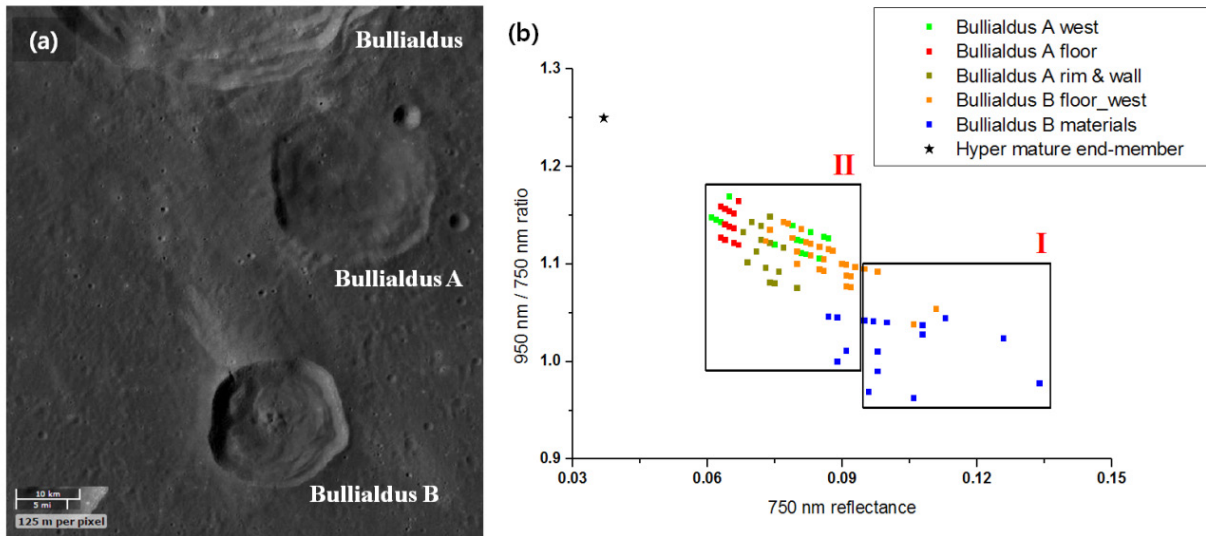 (a)
Bullialdus
Bullialdus A
Bullialdus B
10 km
5 mi
125 m per pixel
(b)
Bullialdus A west
Bullialdus A floor
Bullialdus A rim & wall
Bullialdus B floor_west
Bullialdus B materials
Hyper mature end-member
II
I
950 nm / 750 nm ratio
1.3
1.2
1.1
1.0
0.9
0.03
0.06
0.09
0.12
0.15
750 nm reflectance